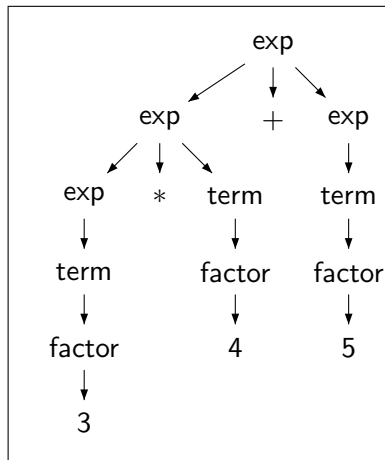 exp
exp + exp
exp * term term
term factor factor
factor 4 5
3